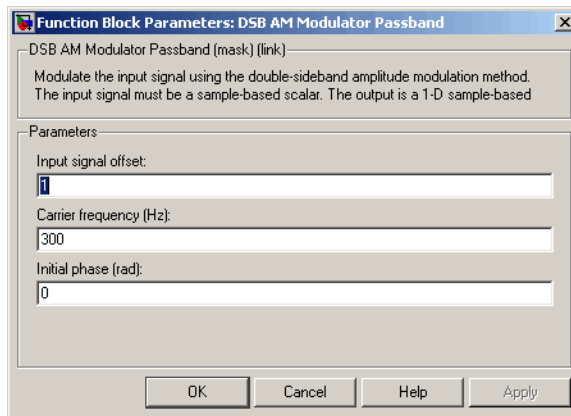 Function Block Parameters: DSB AM Modulator Passband
DSB AM Modulator Passband (mask) (link)
Modulate the input signal using the double-sideband amplitude modulation method.
The input signal must be a sample-based scalar. The output is a 1-D sample-based
Parameters
Input signal offset:
1
Carrier frequency (Hz):
300
Initial phase (rad):
0
OK
Cancel
Help
Apply